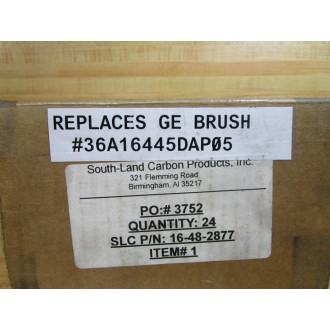 REPLACES GE BRUSH
#36A16445DAPØ5
South-Land Carbon Products, Inc.
321 Flemming Road
Birmingham, Al 35217
PO:# 3752
QUANTITY: 24
SLC P/N: 16-48-2877
ITEM# 1